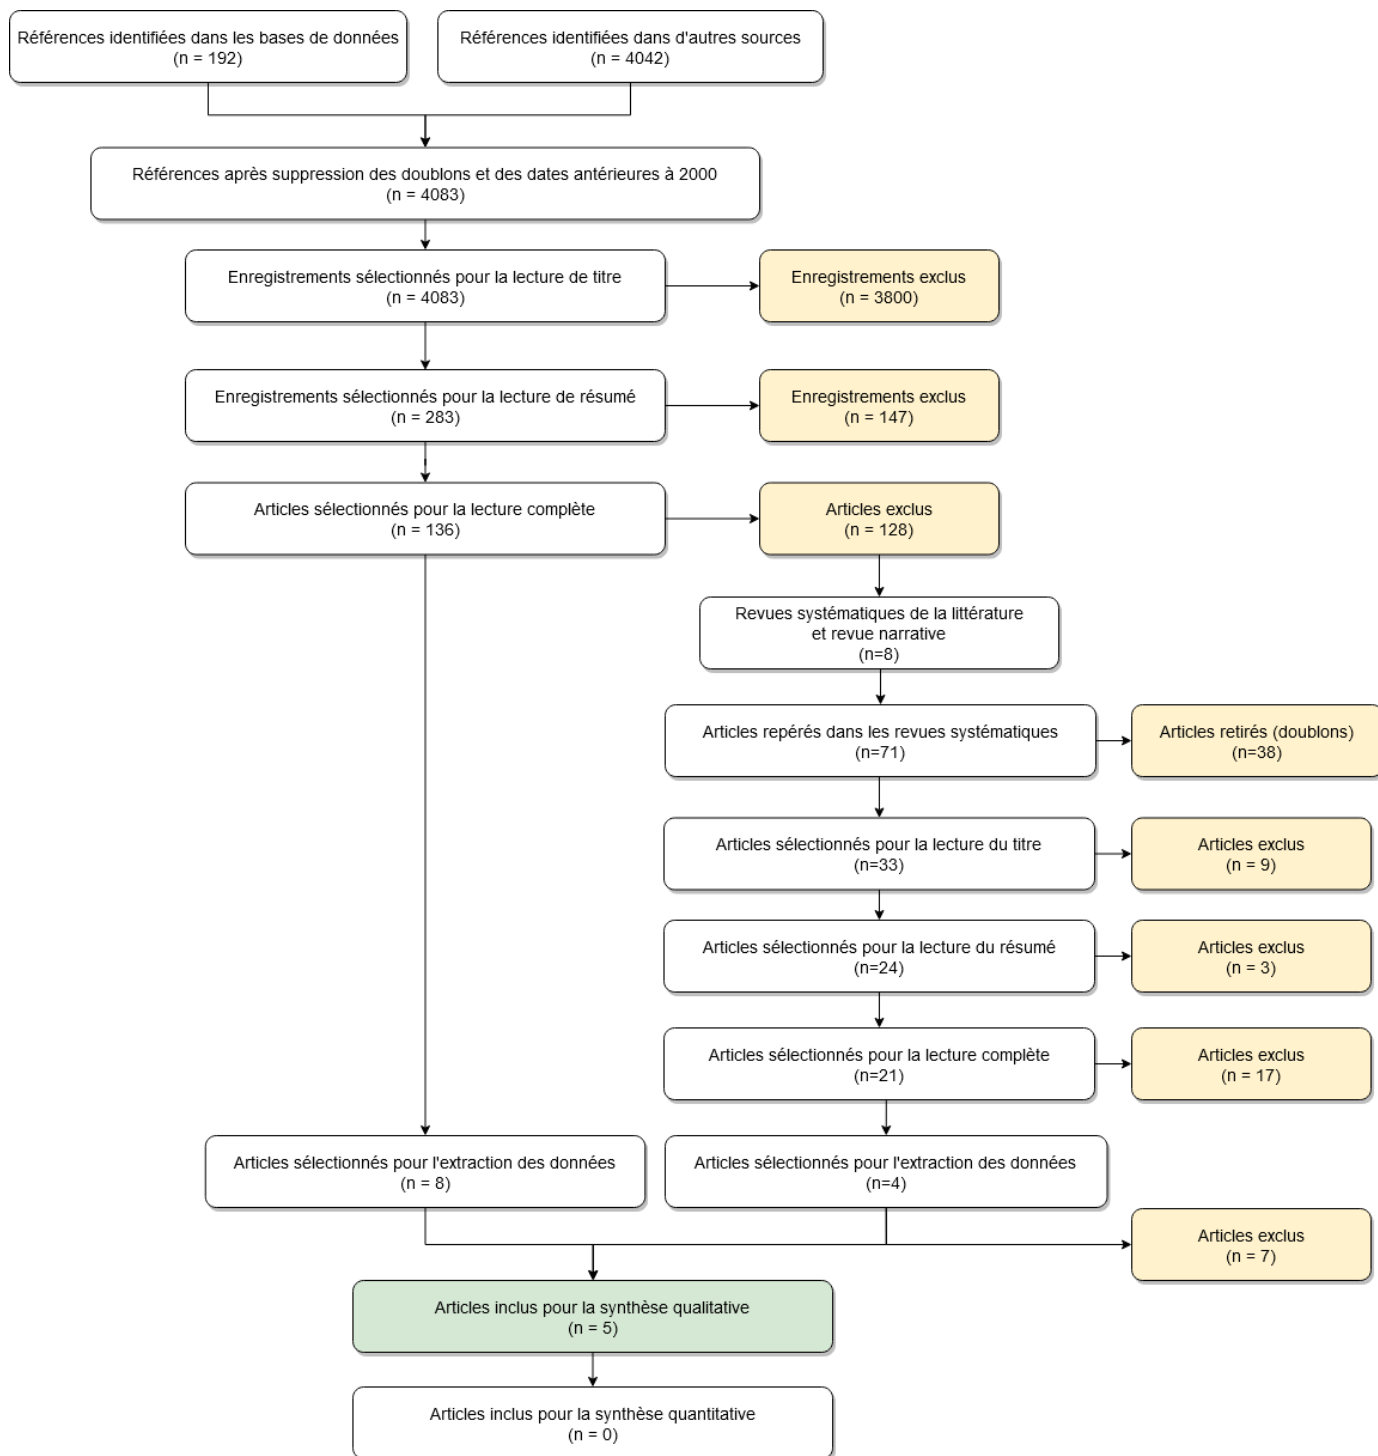 Références identifiées dans les bases de données
(n = 192)
Références identifiées dans d'autres sources
(n = 4042)
Références après suppression des doublons et des dates antérieures à 2000
(n = 4083)
Enregistrements sélectionnés pour la lecture de titre
(n = 4083)
Enregistrements exclus
(n = 3800)
Enregistrements sélectionnés pour la lecture de résumé
(n = 283)
Enregistrements exclus
(n = 147)
Articles sélectionnés pour la lecture complète
(n = 136)
Articles exclus
(n = 128)
Revues systématiques de la littérature
et revue narrative
(n=8)
Articles repérés dans les revues systématiques
(n=71)
Articles retirés (doublons)
(n=38)
Articles sélectionnés pour la lecture du titre
(n=33)
Articles exclus
(n = 9)
Articles sélectionnés pour la lecture du résumé
(n=24)
Articles exclus
(n = 3)
Articles sélectionnés pour la lecture complète
(n=21)
Articles exclus
(n = 17)
Articles sélectionnés pour l'extraction des données
(n = 8)
Articles sélectionnés pour l'extraction des données
(n=4)
Articles exclus
(n = 7)
Articles inclus pour la synthèse qualitative
(n = 5)
Articles inclus pour la synthèse quantitative
(n = 0)